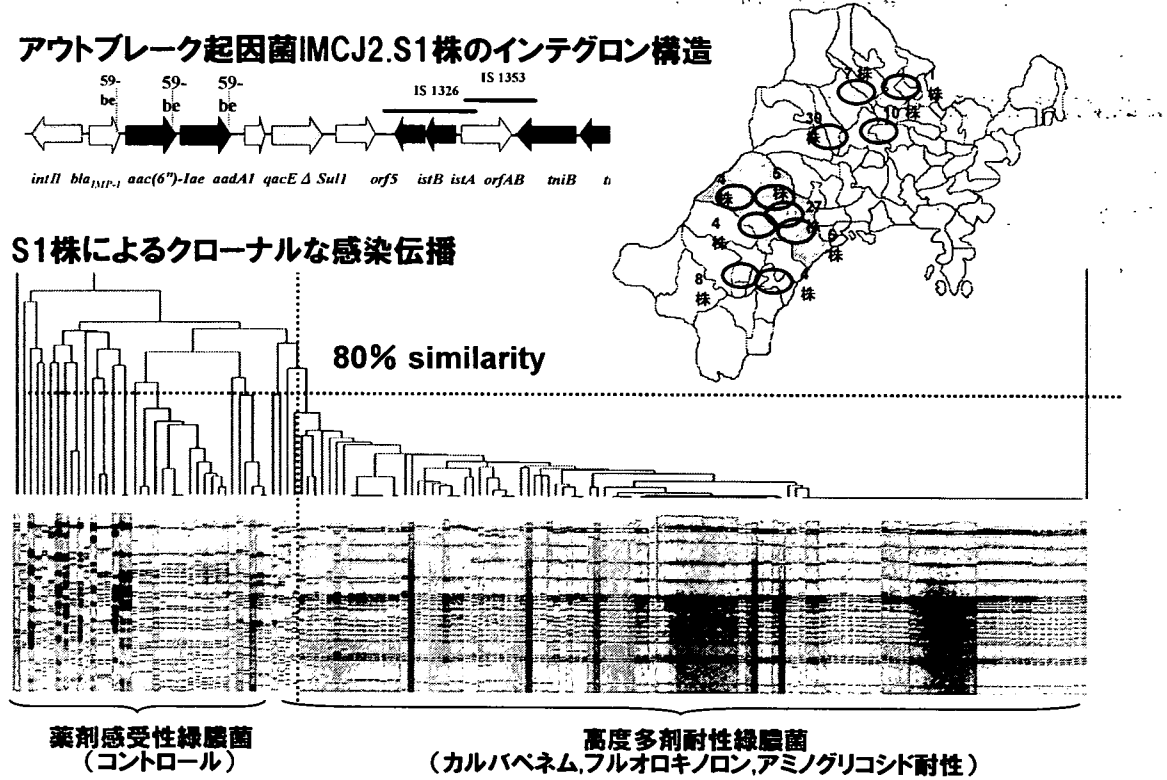 アウトブレーク起因菌IMCJ2.S1株のインテグロン構造
59-be 59-be 59-be IS 1326 IS 1353
intI1 blaIMP-1 aac(6")-Iae aadA1 qacE Δ Sul1 orf5 istB istA orfAB tniB
S1株によるクローナルな感染伝播
7株
株
39
10株
4株
5株
27
4株
株
8株
4株
80% similarity
薬剤感受性緑膿菌
(コントロール)
高度多剤耐性緑膿菌
(カルバペネム,フルオロキノロン,アミノグリコシド耐性)